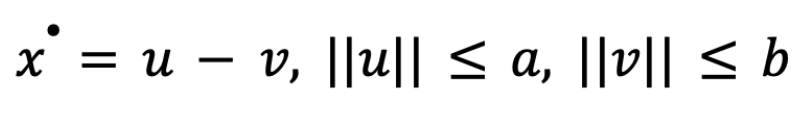 x˙ = u − v, ||u|| ≤ a, ||v|| ≤ b